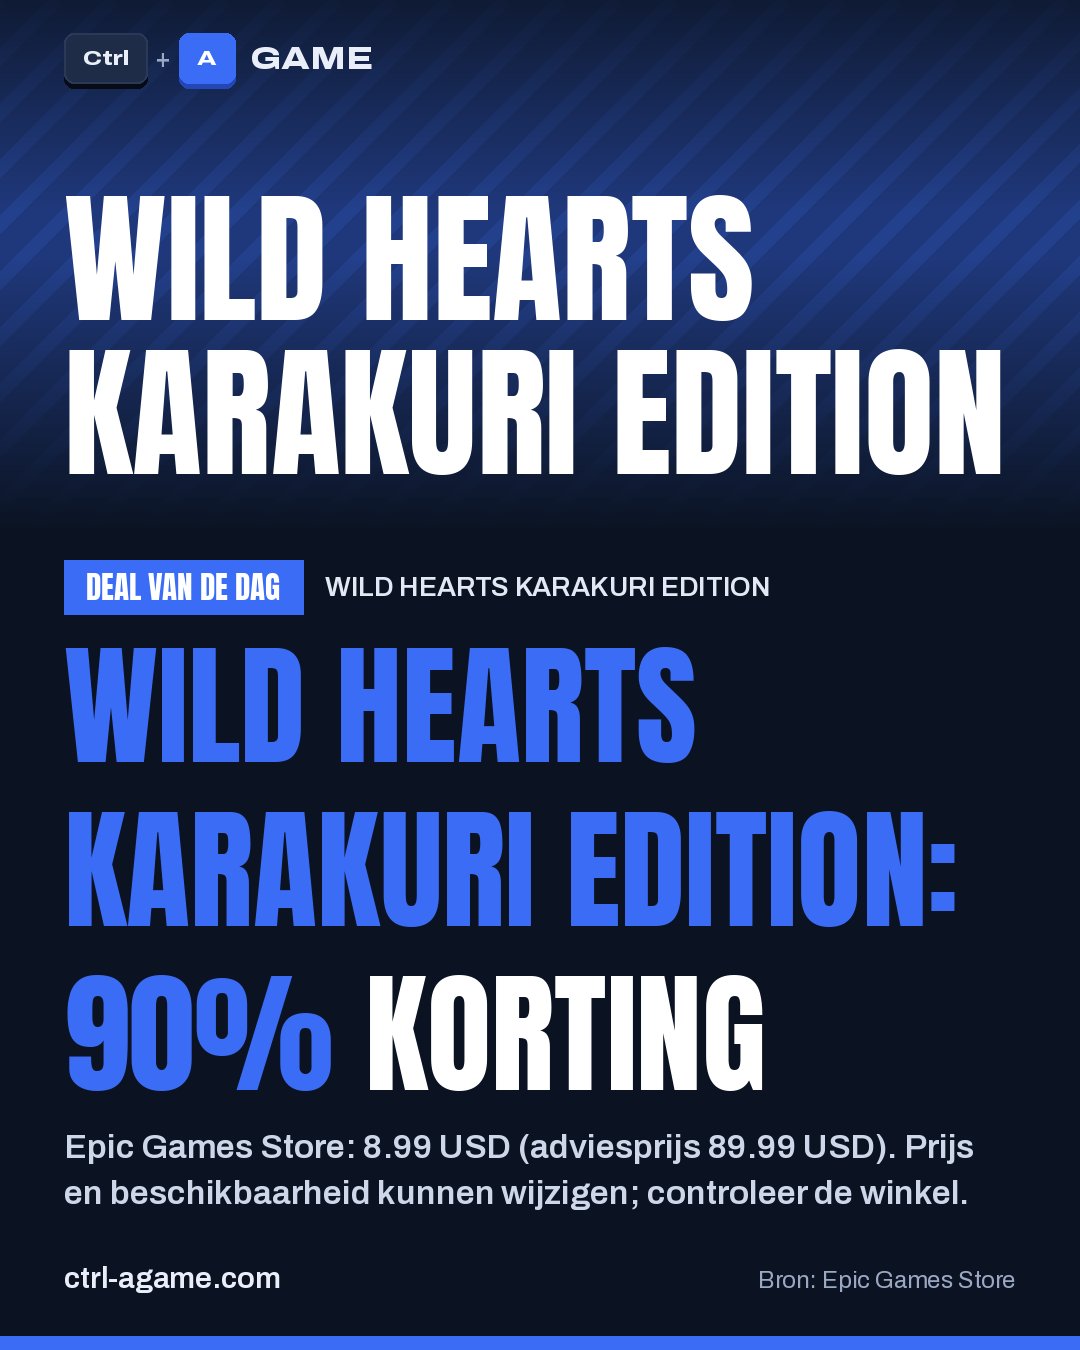 Ctrl + A GAME
WILD HEARTS
KARAKURI EDITION
DEAL VAN DE DAG WILD HEARTS KARAKURI EDITION
WILD HEARTS
KARAKURI EDITION:
90% KORTING
Epic Games Store: 8.99 USD (adviesprijs 89.99 USD). Prijs
en beschikbaarheid kunnen wijzigen; controleer de winkel.
ctrl-agame.com Bron: Epic Games Store